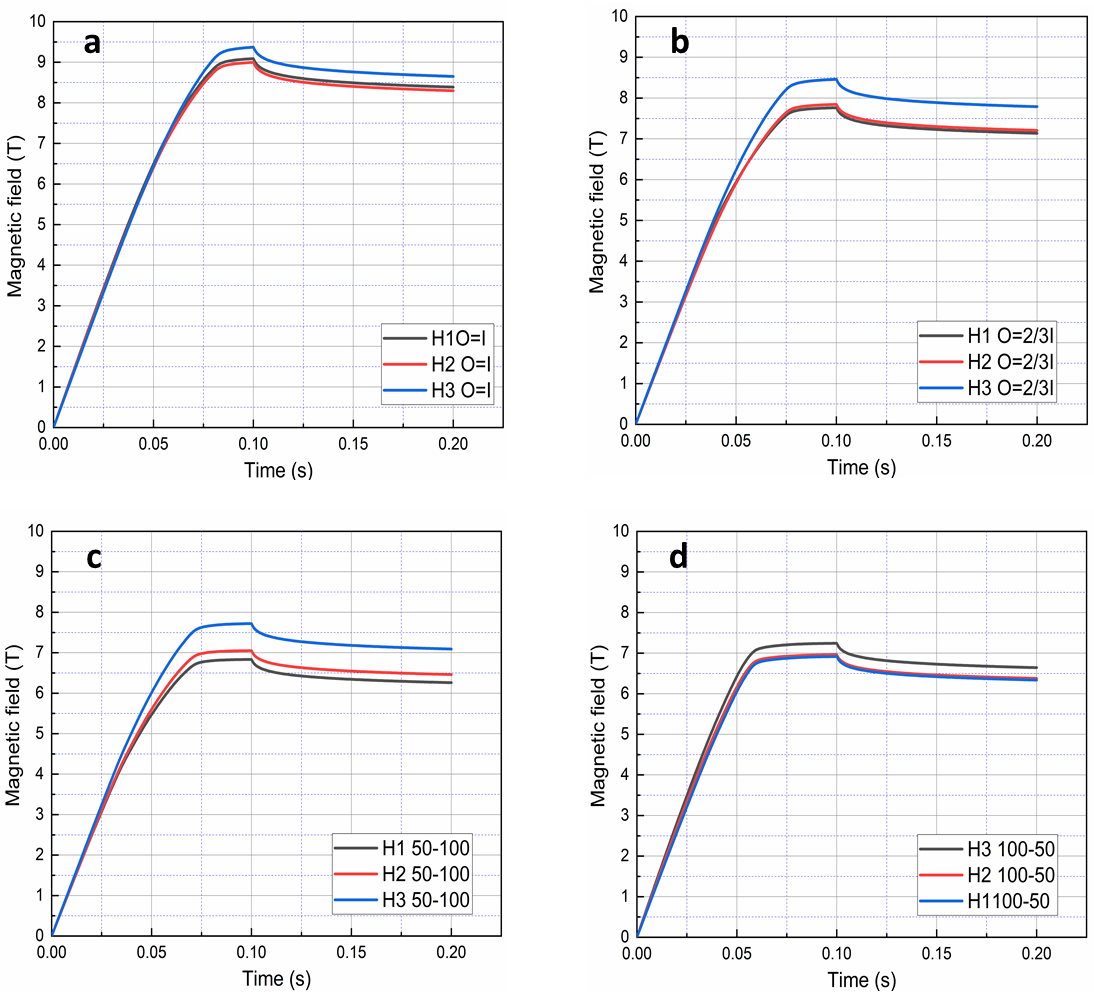 a
10
9
8
7
6
5
4
3
2
1
0
Magnetic field (T)
H1O=I
H2 O=I
H3 O=I
0.00 0.05 0.10 0.15 0.20
Time (s)
b
10
9
8
7
6
5
4
3
2
1
0
Magnetic field (T)
H1 O=2/3I
H2 O=2/3I
H3 O=2/3I
0.00 0.05 0.10 0.15 0.20
Time (s)
c
10
9
8
7
6
5
4
3
2
1
0
Magnetic field (T)
H1 50-100
H2 50-100
H3 50-100
0.00 0.05 0.10 0.15 0.20
Time (s)
d
10
9
8
7
6
5
4
3
2
1
0
Magnetic field (T)
H3 100-50
H2 100-50
H1100-50
0.00 0.05 0.10 0.15 0.20
Time (s)